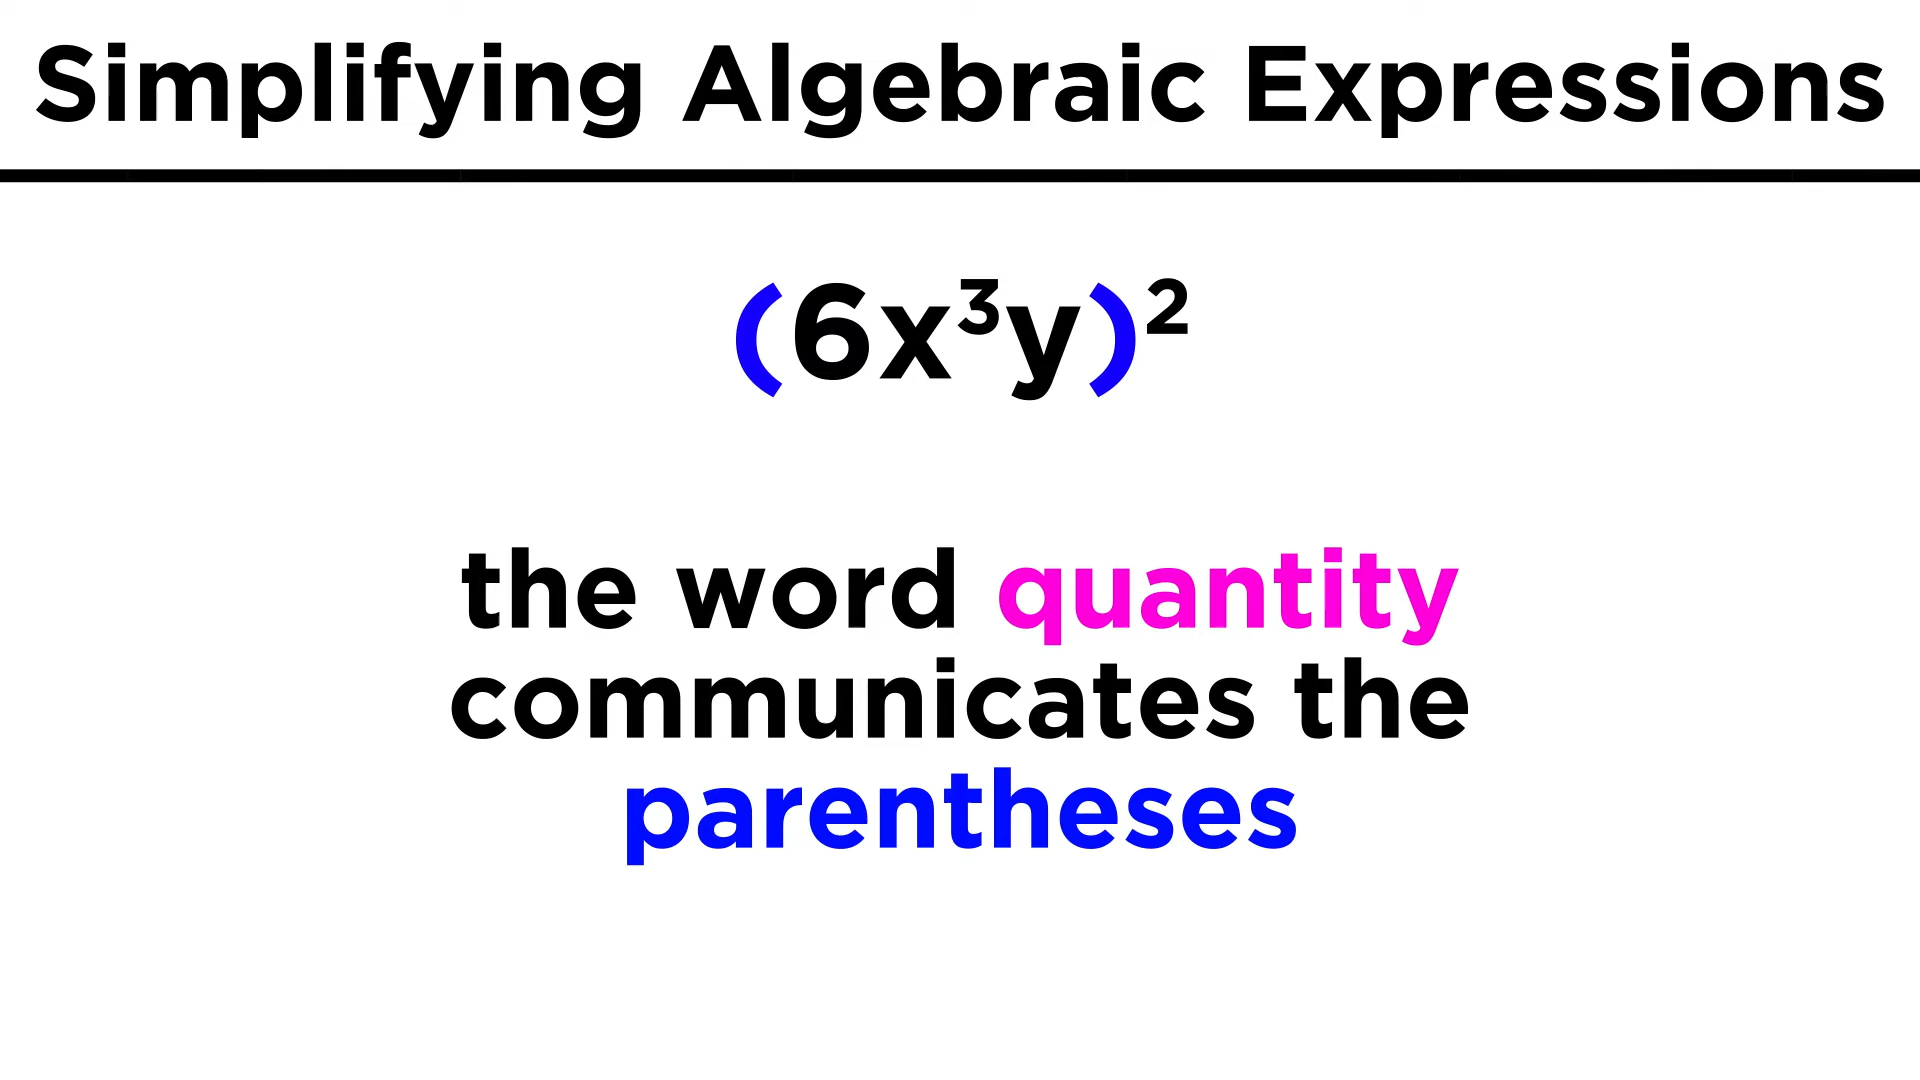 Simplifying Algebraic Expressions
(6x³y)²
the word quantity
communicates the
parentheses